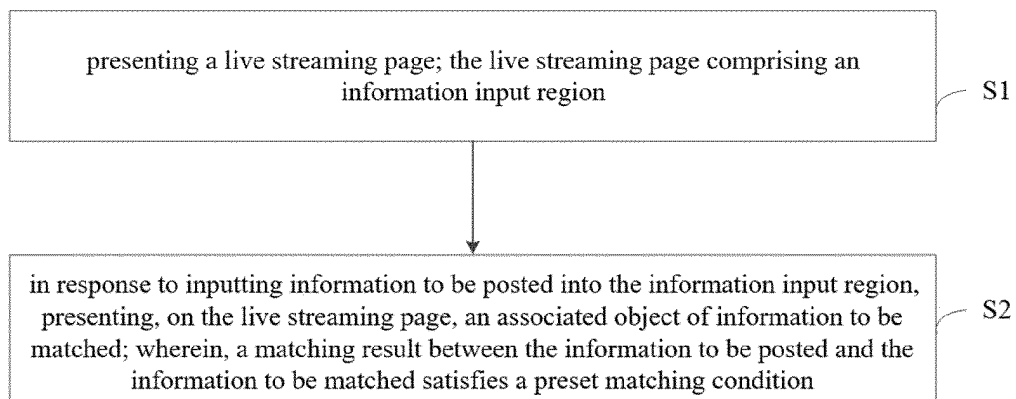 presenting a live streaming page; the live streaming page comprising an
information input region
S1
in response to inputting information to be posted into the information input region,
presenting, on the live streaming page, an associated object of information to be
matched; wherein, a matching result between the information to be posted and the
information to be matched satisfies a preset matching condition
S2